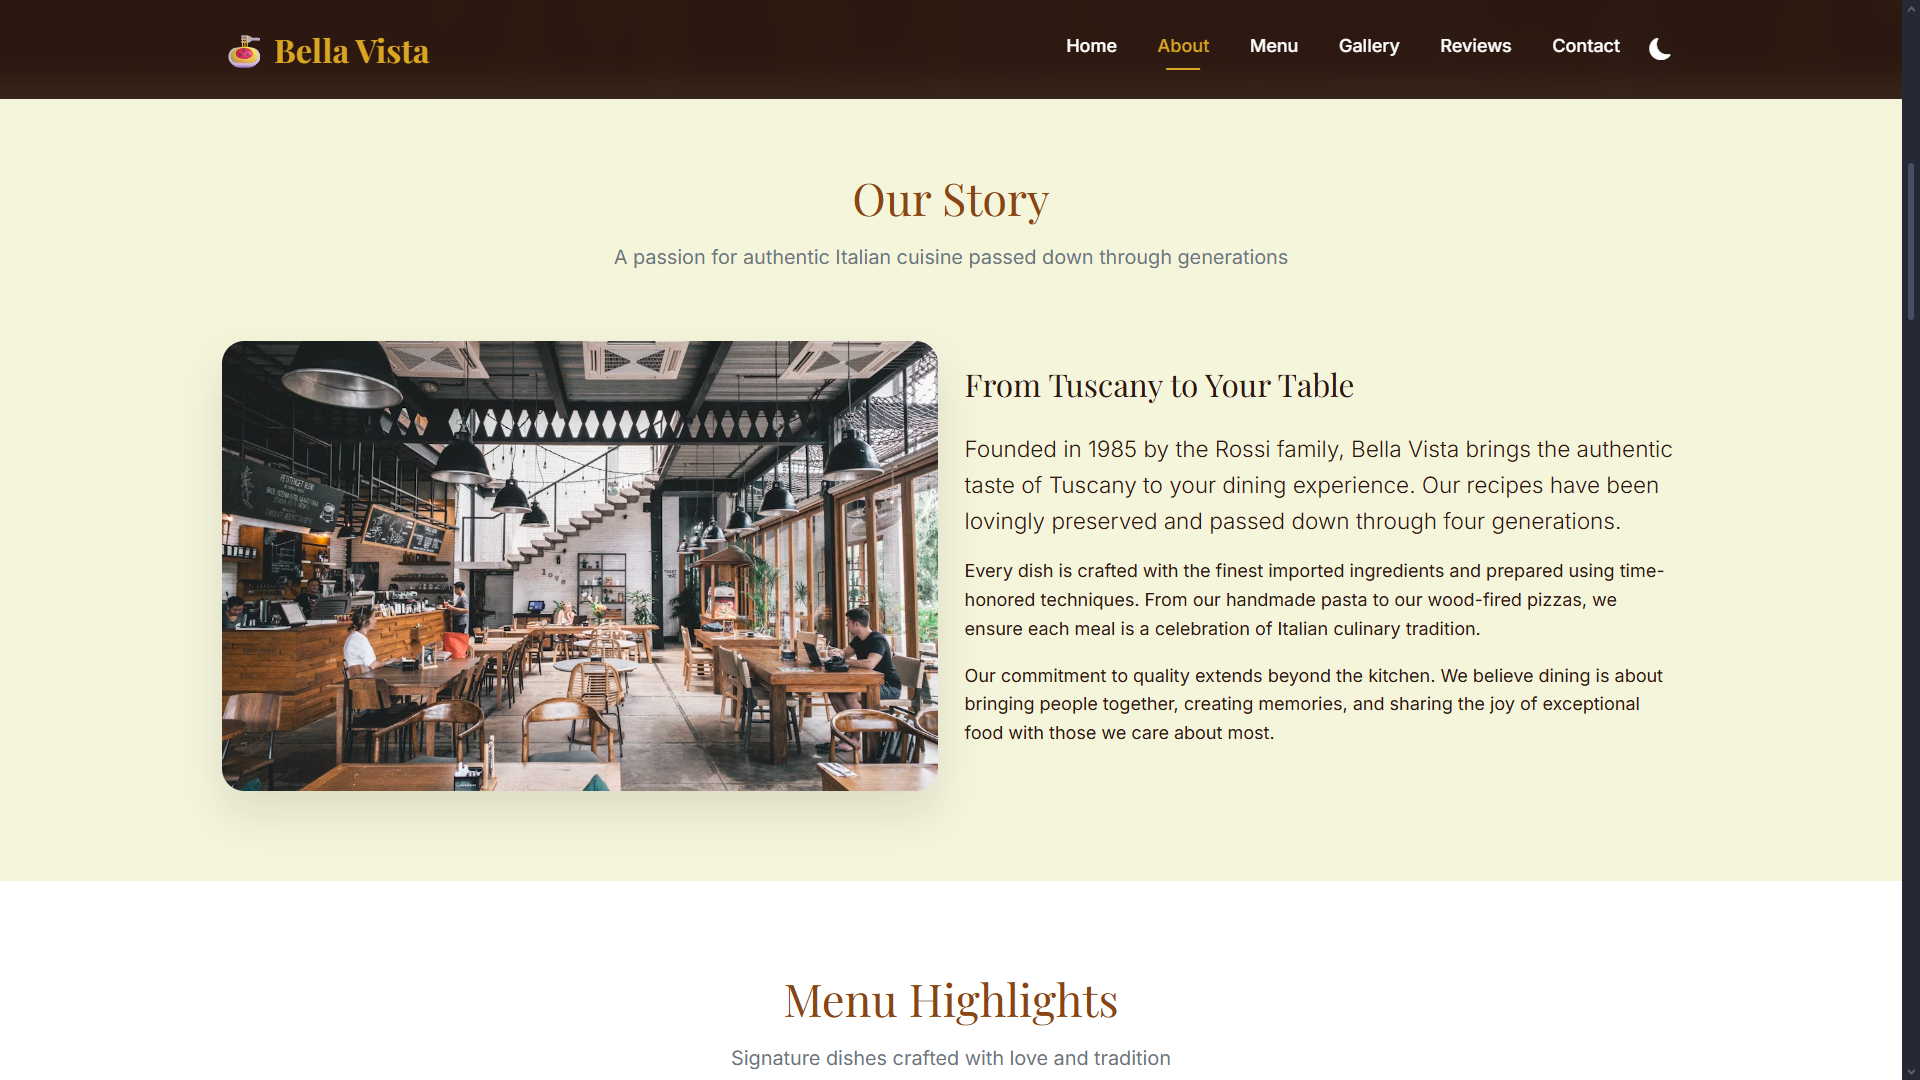 Bella Vista
Home
About
Menu
Gallery
Reviews
Contact
Our Story
A passion for authentic Italian cuisine passed down through generations
love
From Tuscany to Your Table
Founded in 1985 by the Rossi family, Bella Vista brings the authentic
taste of Tuscany to your dining experience. Our recipes have been
lovingly preserved and passed down through four generations.
Every dish is crafted with the finest imported ingredients and prepared using time-
honored techniques. From our handmade pasta to our wood-fired pizzas, we
ensure each meal is a celebration of Italian culinary tradition.
Our commitment to quality extends beyond the kitchen. We believe dining is about
bringing people together, creating memories, and sharing the joy of exceptional
food with those we care about most.
Menu Highlights
Signature dishes crafted with love and tradition